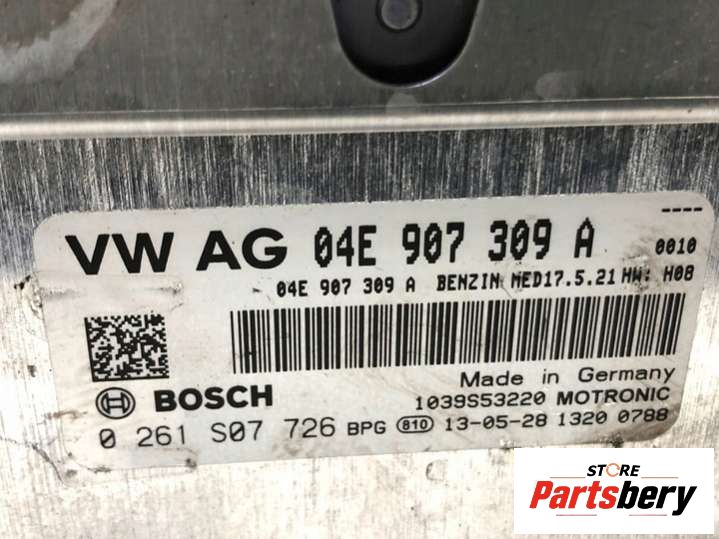 ----
VW AG 04E 907 309 A 0010
04E 907 309 A BENZIN MED17.5.21 HW: H08
Made in Germany
BOSCH 1039S53220 MOTRONIC
0 261 S07 726 BPG 810 13-05-28 1320 0788
STORE
Partsbery